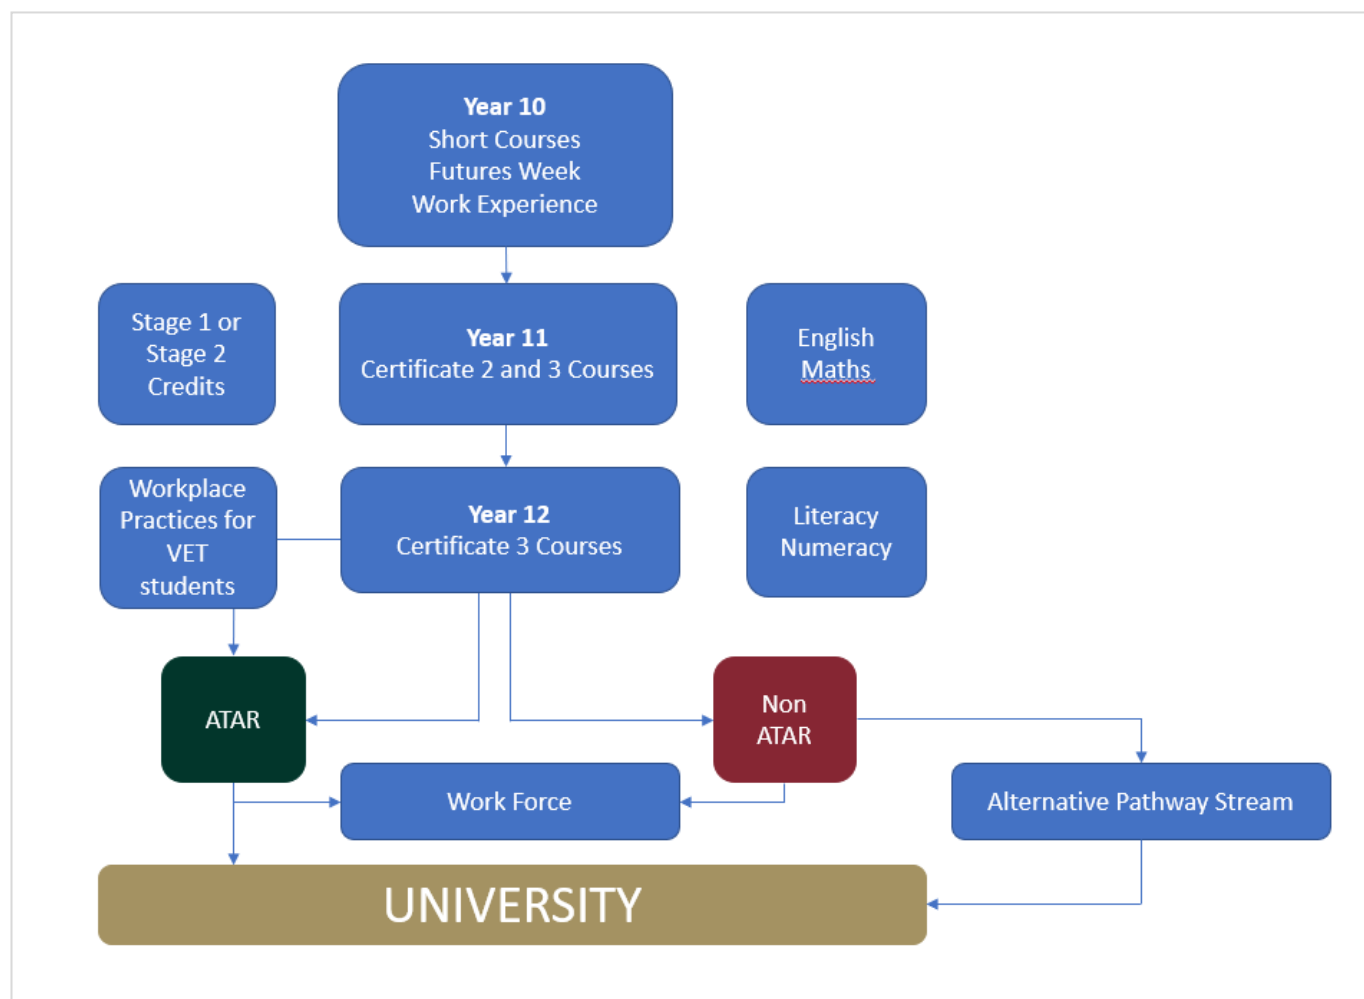 Year 10
Short Courses
Futures Week
Work Experience
Stage 1 or
Stage 2
Credits
Year 11
Certificate 2 and 3 Courses
English
Maths
Workplace
Practices for
VET
students
Year 12
Certificate 3 Courses
Literacy
Numeracy
ATAR
Non
ATAR
Work Force
Alternative Pathway Stream
UNIVERSITY